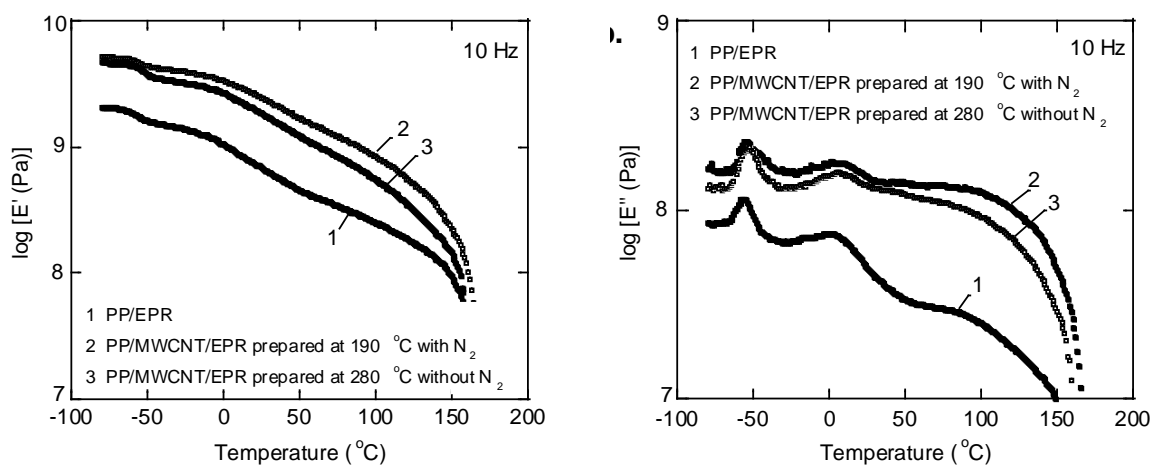 10
10 Hz
9
log [E' (Pa)]
2
3
1
8
1 PP/EPR
2 PP/MWCNT/EPR prepared at 190 °C with N2
3 PP/MWCNT/EPR prepared at 280 °C without N2
7
-100 -50 0 50 100 150 200
Temperature ( °C)
9
10 Hz
1 PP/EPR
2 PP/MWCNT/EPR prepared at 190 °C with N2
3 PP/MWCNT/EPR prepared at 280 °C without N2
log [E'' (Pa)]
2
3
8
1
7
-100 -50 0 50 100 150 200
Temperature ( °C)